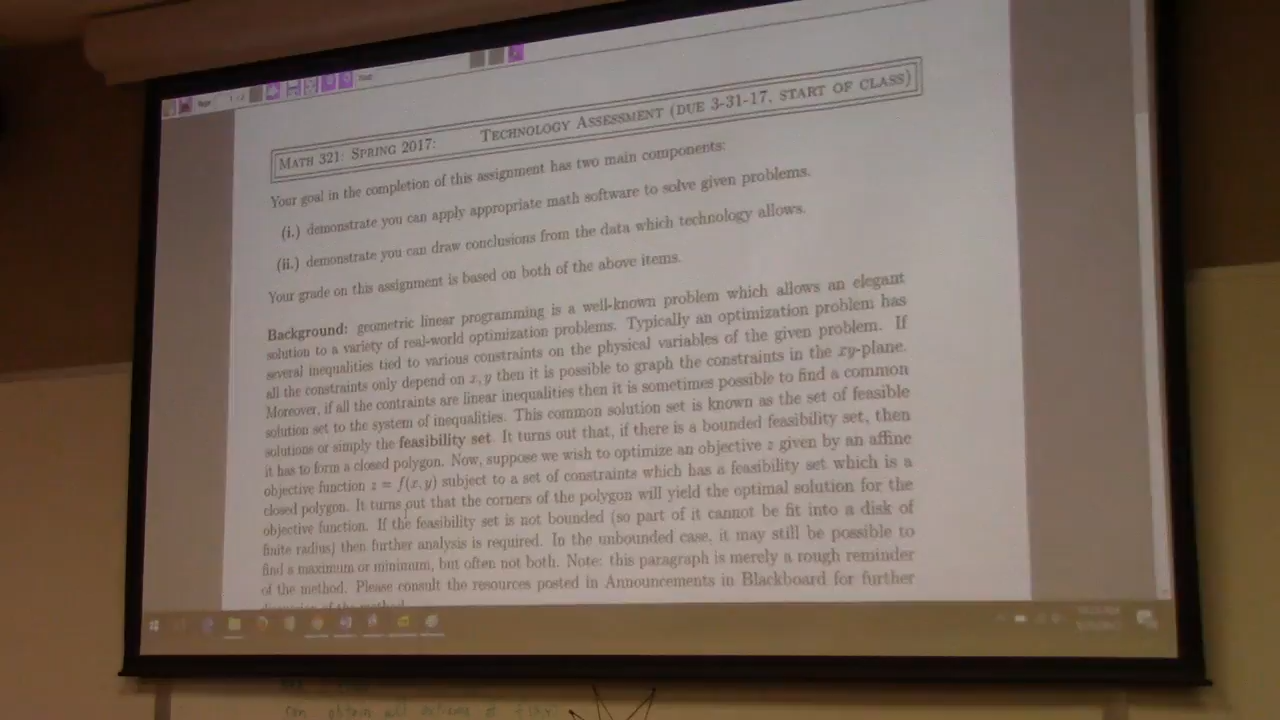 MATH 321: SPRING 2017: TECHNOLOGY ASSESSMENT (DUE 3-31-17, START OF CLASS)
Your goal in the completion of this assignment has two main components:
(i.) demonstrate you can apply appropriate math software to solve given problems.
(ii.) demonstrate you can draw conclusions from the data which technology allows.
Your grade on this assignment is based on both of the above items.
Background: geometric linear programming is a well-known problem which allows an elegant
solution to a variety of real-world optimization problems. Typically an optimization problem has
several inequalities tied to various constraints on the physical variables of the given problem. If
all the constraints only depend on x, y then it is possible to graph the constraints in the xy-plane.
Moreover, if all the contraints are linear inequalities then it is sometimes possible to find a common
solution set to the system of inequalities. This common solution set is known as the set of feasible
solutions or simply the feasibility set. It turns out that, if there is a bounded feasibility set, then
it has to form a closed polygon. Now, suppose we wish to optimize an objective z given by an affine
objective function z = f(x, y) subject to a set of constraints which has a feasibility set which is a
closed polygon. It turns out that the corners of the polygon will yield the optimal solution for the
objective function. If the feasibility set is not bounded (so part of it cannot be fit into a disk of
finite radius) then further analysis is required. In the unbounded case, it may still be possible to
find a maximum or minimum, but often not both. Note: this paragraph is merely a rough reminder
of the method. Please consult the resources posted in Announcements in Blackboard for further
of the method
can obtain all extrema of f(x,y)